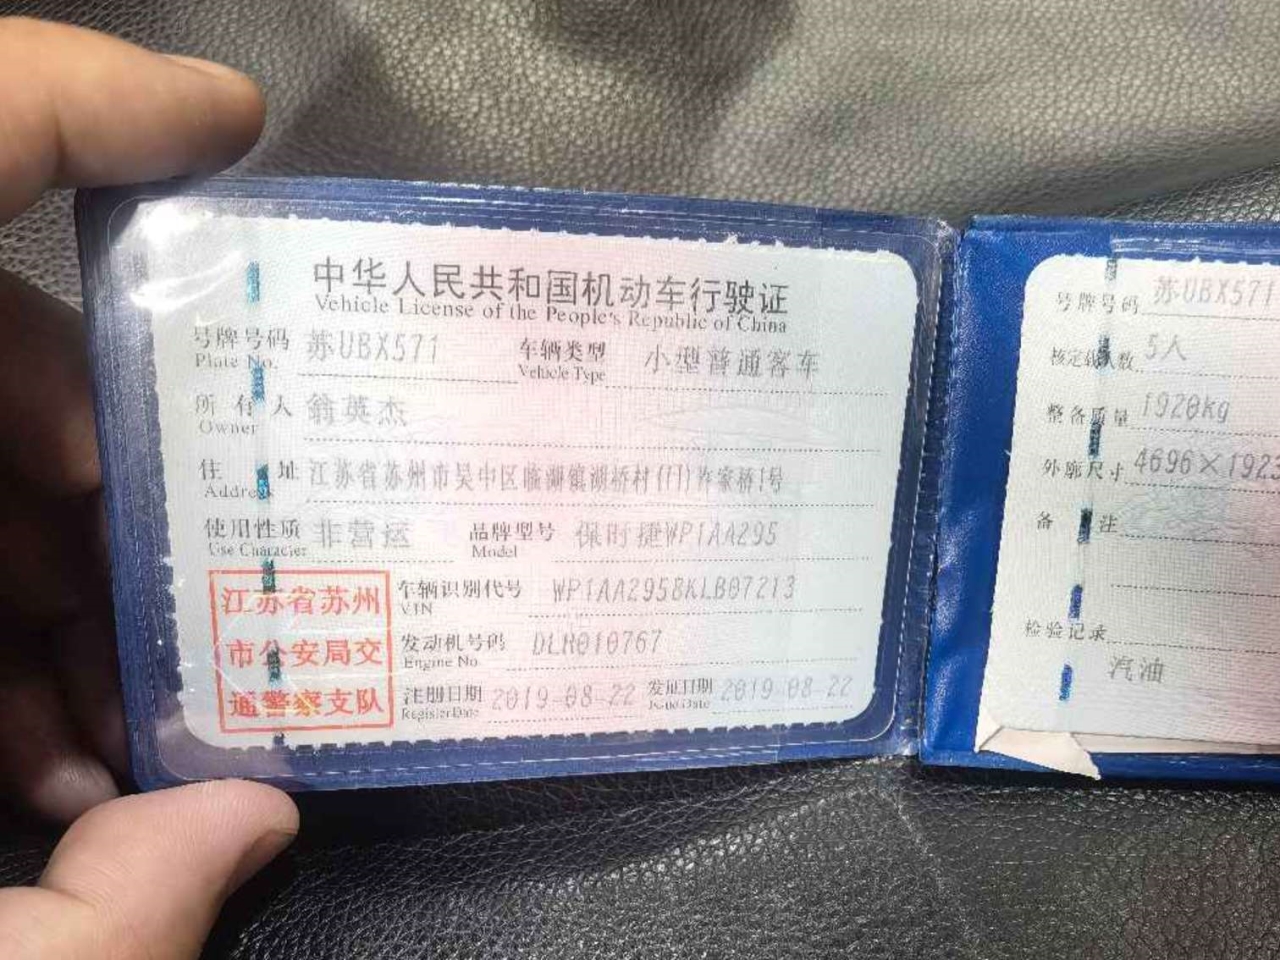 中华人民共和国机动车行驶证
Vehicle License of the People's Republic of China
号牌号码 苏UBX571 车辆类型 小型普通客车
Plate No. Vehicle Type
所有人 翁英杰
Owner
住址 江苏省苏州市吴中区临湖镇湖桥村(11)许家桥1号
Address
使用性质 非营运 品牌型号 保时捷WP1AA295
Use Character Model
江苏省苏州
市公安局交
通警察支队
车辆识别代号 WP1AA2958KLB07213
VIN
发动机号码 DLR010767
Engine No.
注册日期 2019-08-22 发证日期 2019-08-22
Register Date Issue Date
号牌号码 苏UBX571
核定载人数 5人
整备质量 1920kg
外廓尺寸 4696×1923
备注
检验记录
汽油